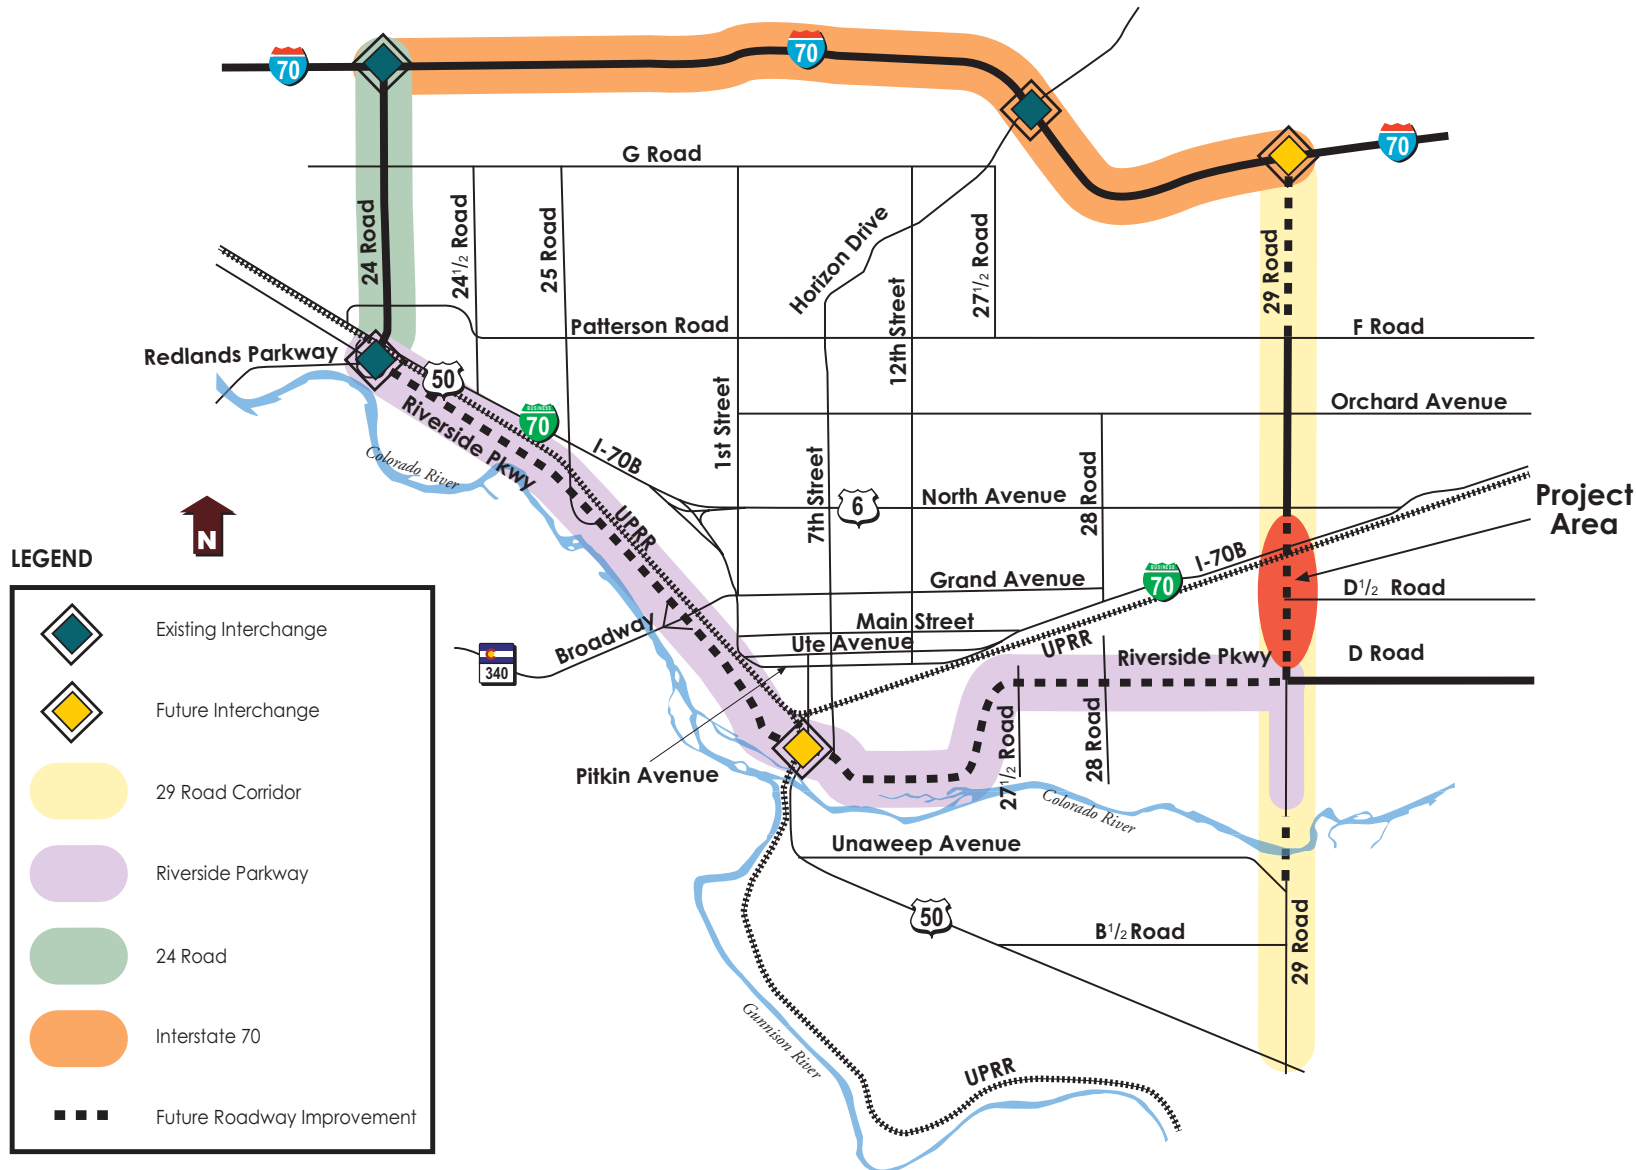 70
70
70
G Road
24 Road
24 1/2 Road
25 Road
Horizon Drive
12th Street
27 1/2 Road
29 Road
Patterson Road
F Road
Redlands Parkway
50
BUSINESS
70
Riverside Pkwy
I-70B
Colorado River
1st Street
Orchard Avenue
7th Street
6
North Avenue
28 Road
UPRR
Project
Area
N
I-70B
BUSINESS
70
Grand Avenue
D 1/2 Road
Main Street
Broadway
340
Ute Avenue
UPRR
Riverside Pkwy
D Road
Pitkin Avenue
27 1/2 Road
28 Road
Colorado River
Unaweep Avenue
50
B 1/2 Road
29 Road
Gunnison River
UPRR
LEGEND
Existing Interchange
Future Interchange
29 Road Corridor
Riverside Parkway
24 Road
Interstate 70
Future Roadway Improvement